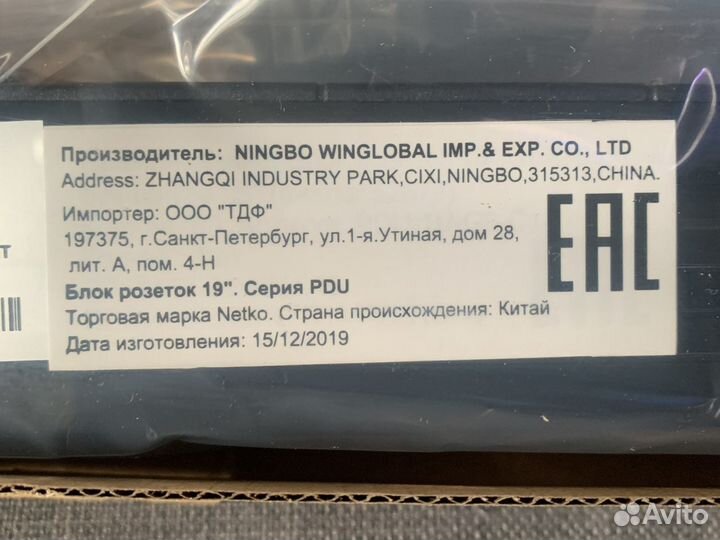 Производитель: NINGBO WINGLOBAL IMP.& EXP. CO., LTD
Address: ZHANGQI INDUSTRY PARK,CIXI,NINGBO,315313,CHINA.
Импортер: ООО "ТДФ"
197375, г.Санкт-Петербург, ул.1-я.Утиная, дом 28,
лит. А, пом. 4-Н
Блок розеток 19". Серия PDU
Торговая марка Netko. Страна происхождения: Китай
Дата изготовления: 15/12/2019
EAC
т
Avito